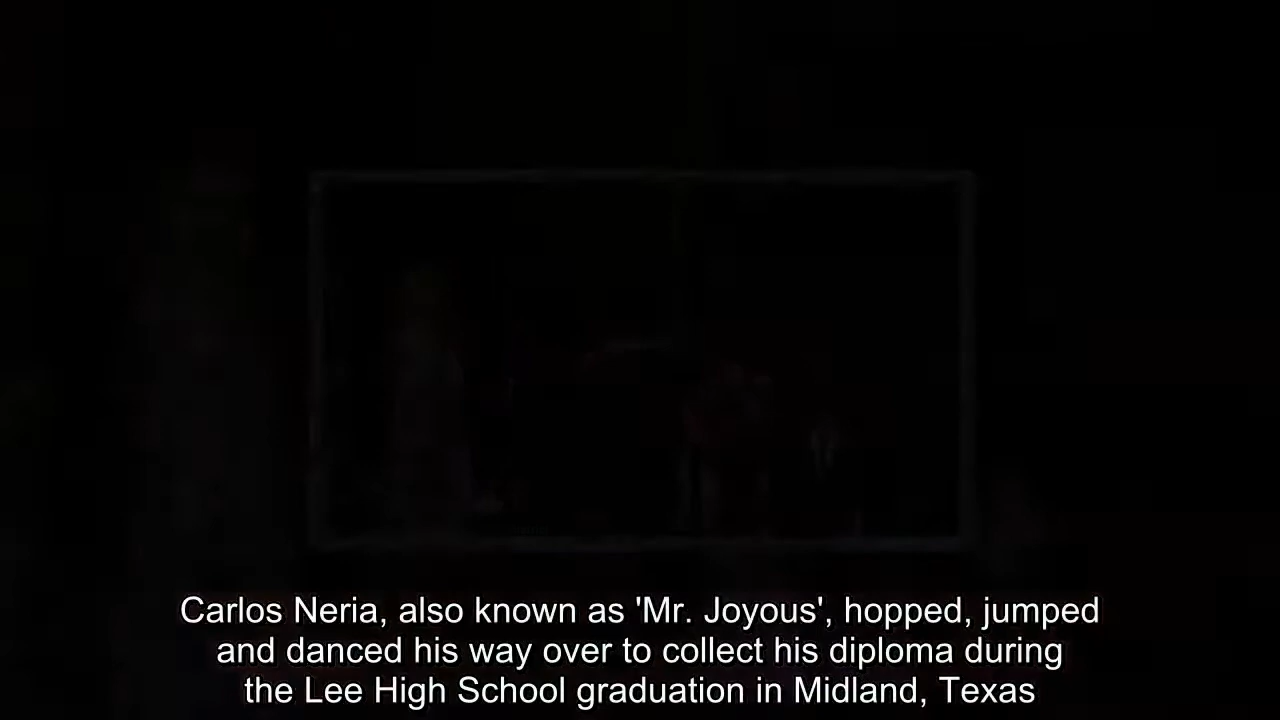 Carlos Neria, also known as 'Mr. Joyous', hopped, jumped
and danced his way over to collect his diploma during
the Lee High School graduation in Midland, Texas